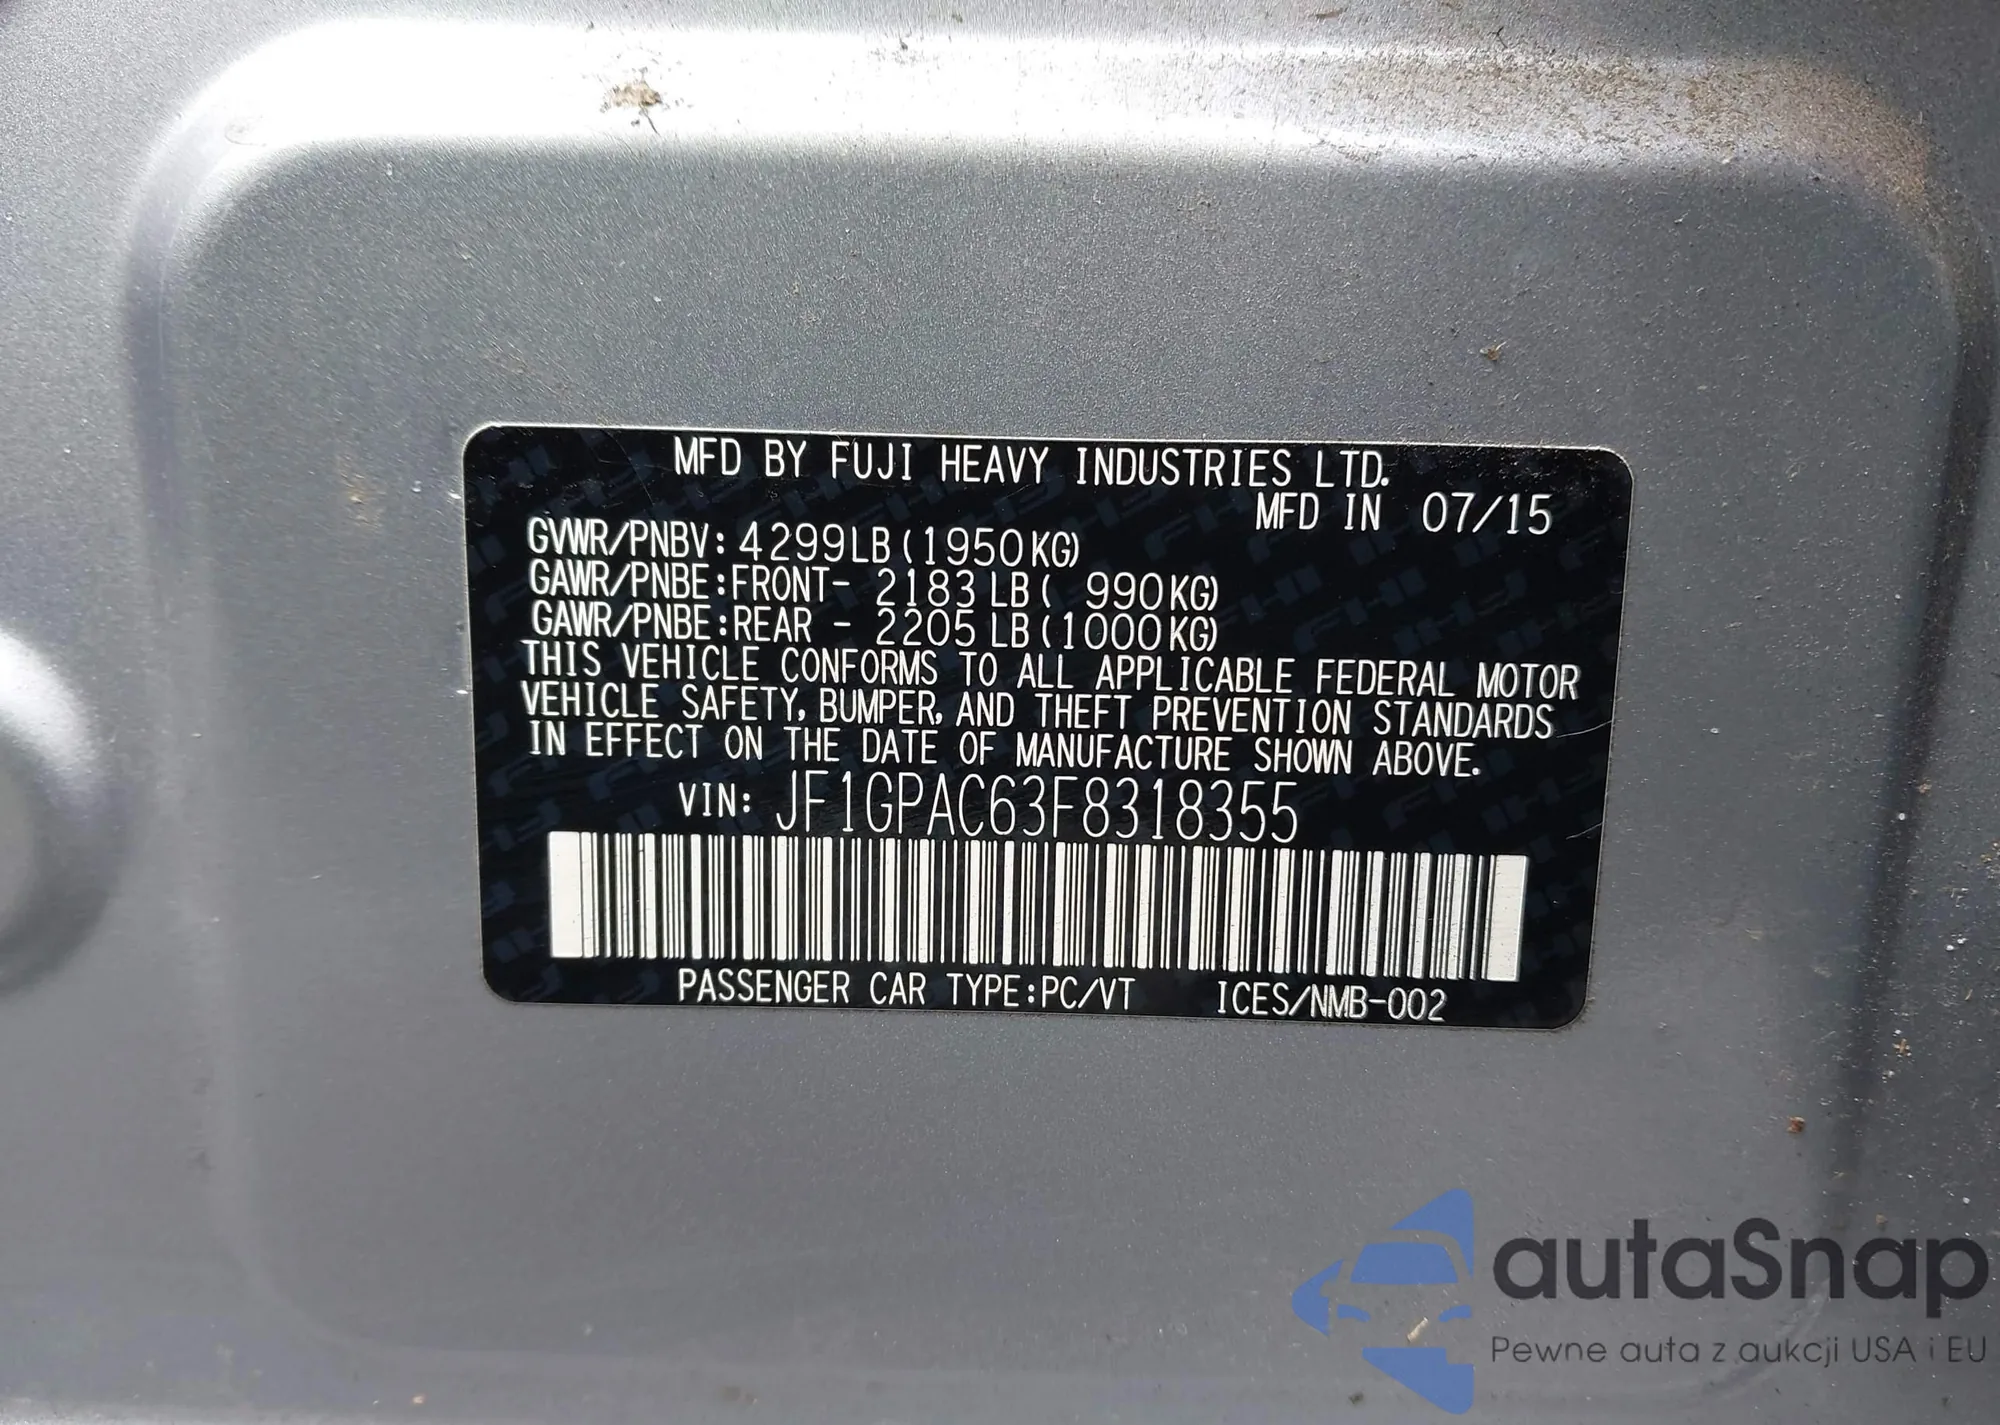 MFD BY FUJI HEAVY INDUSTRIES LTD.
MFD IN 07/15
GVWR/PNBV: 4299LB (1950KG)
GAWR/PNBE:FRONT- 2183 LB ( 990KG)
GAWR/PNBE:REAR - 2205 LB (1000KG)
THIS VEHICLE CONFORMS TO ALL APPLICABLE FEDERAL MOTOR
VEHICLE SAFETY, BUMPER, AND THEFT PREVENTION STANDARDS
IN EFFECT ON THE DATE OF MANUFACTURE SHOWN ABOVE.
VIN: JF1GPAC63F8318355
PASSENGER CAR TYPE:PC/VT ICES/NMB-002
autaSnap
Pewne auta z aukcji USA i EU